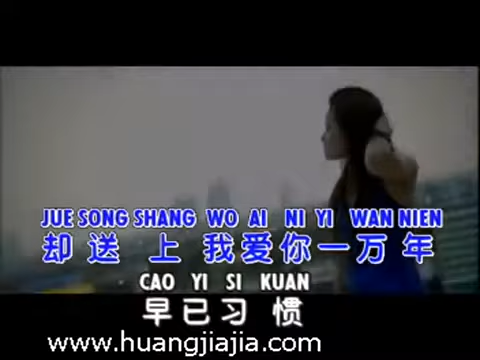 JUE SONG SHANG WO AI NI YI WAN NIEN
却送 上 我爱你一万年
CAO YI SI KUAN
早已习 惯
www.huangjiajia.com